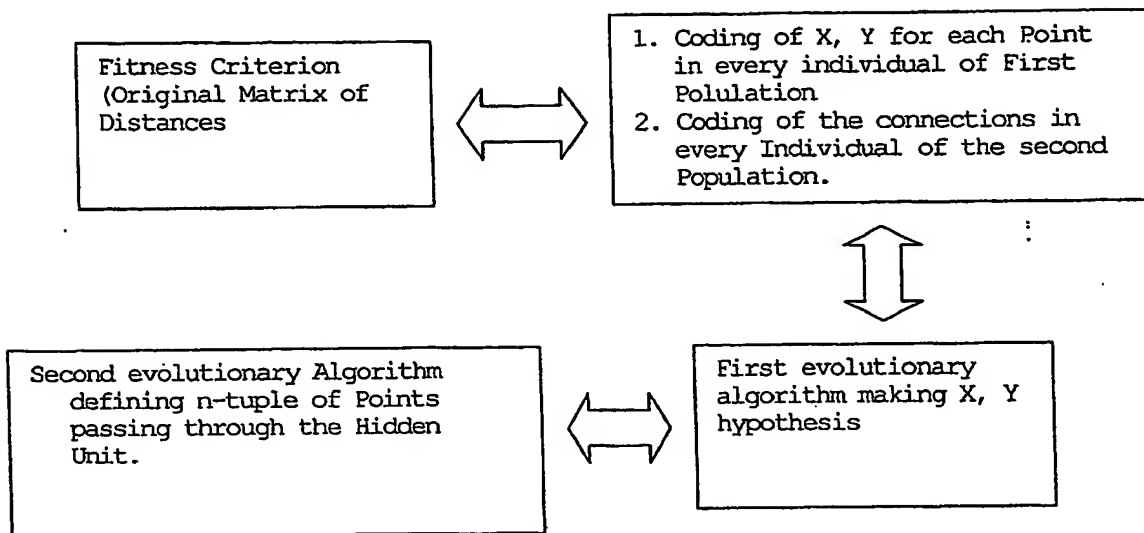 Fitness Criterion
(Original Matrix of
Distances
1. Coding of X, Y for each Point
in every individual of First
Polulation
2. Coding of the connections in
every Individual of the second
Population.
Second evolutionary Algorithm
defining n-tuple of Points
passing through the Hidden
Unit.
First evolutionary
algorithm making X, Y
hypothesis